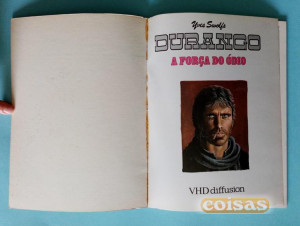 Yves Swolfs
DURANGO
A FORÇA DO ÓDIO
VHD diffusion
coisas